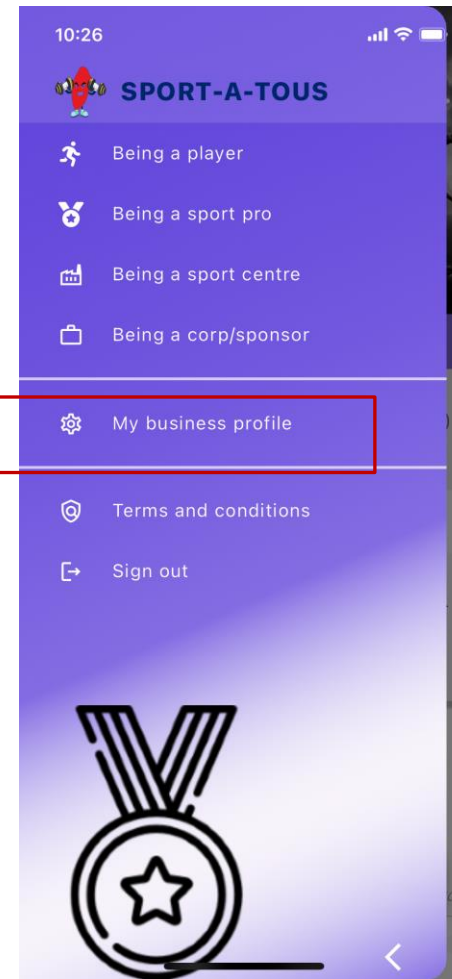 10:26
SPORT-A-TOUS
Being a player
Being a sport pro
Being a sport centre
Being a corp/sponsor
My business profile
Terms and conditions
Sign out